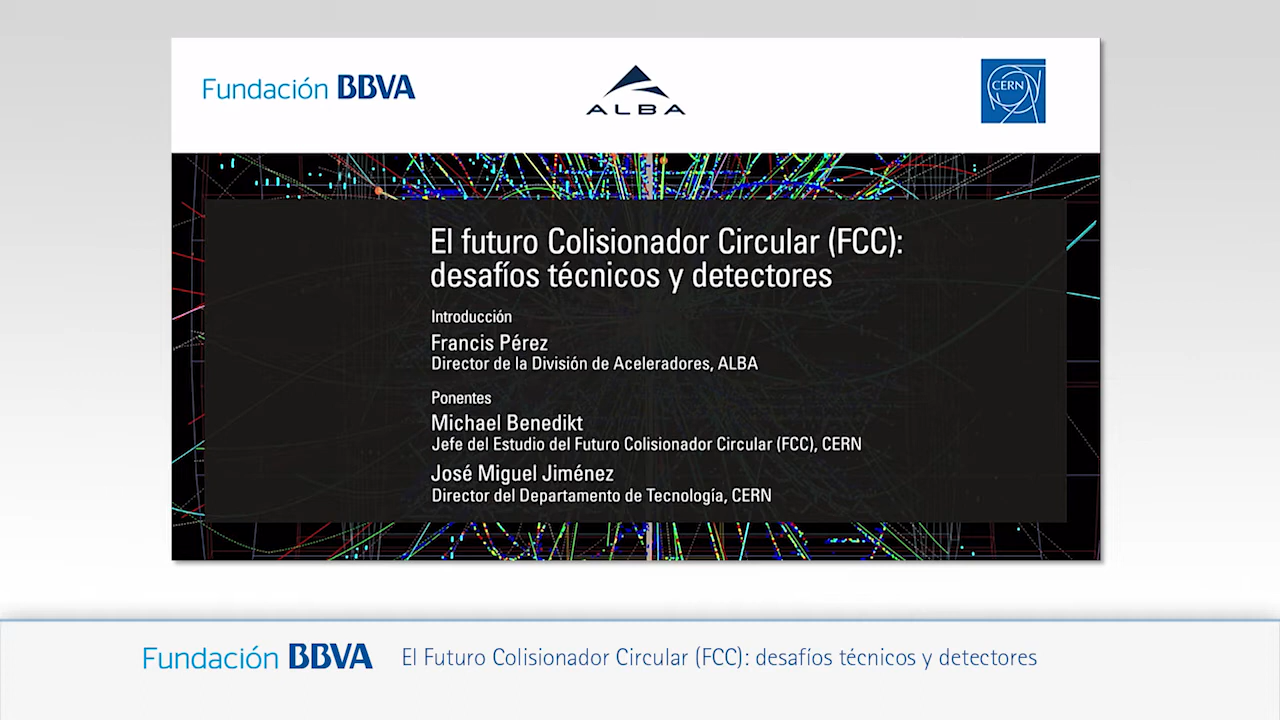 Fundación BBVA
ALBA
CERN
El futuro Colisionador Circular (FCC):
desafíos técnicos y detectores
Introducción
Francis Pérez
Director de la División de Aceleradores, ALBA
Ponentes
Michael Benedikt
Jefe del Estudio del Futuro Colisionador Circular (FCC), CERN
José Miguel Jiménez
Director del Departamento de Tecnología, CERN
Fundación BBVA El Futuro Colisionador Circular (FCC): desafíos técnicos y detectores